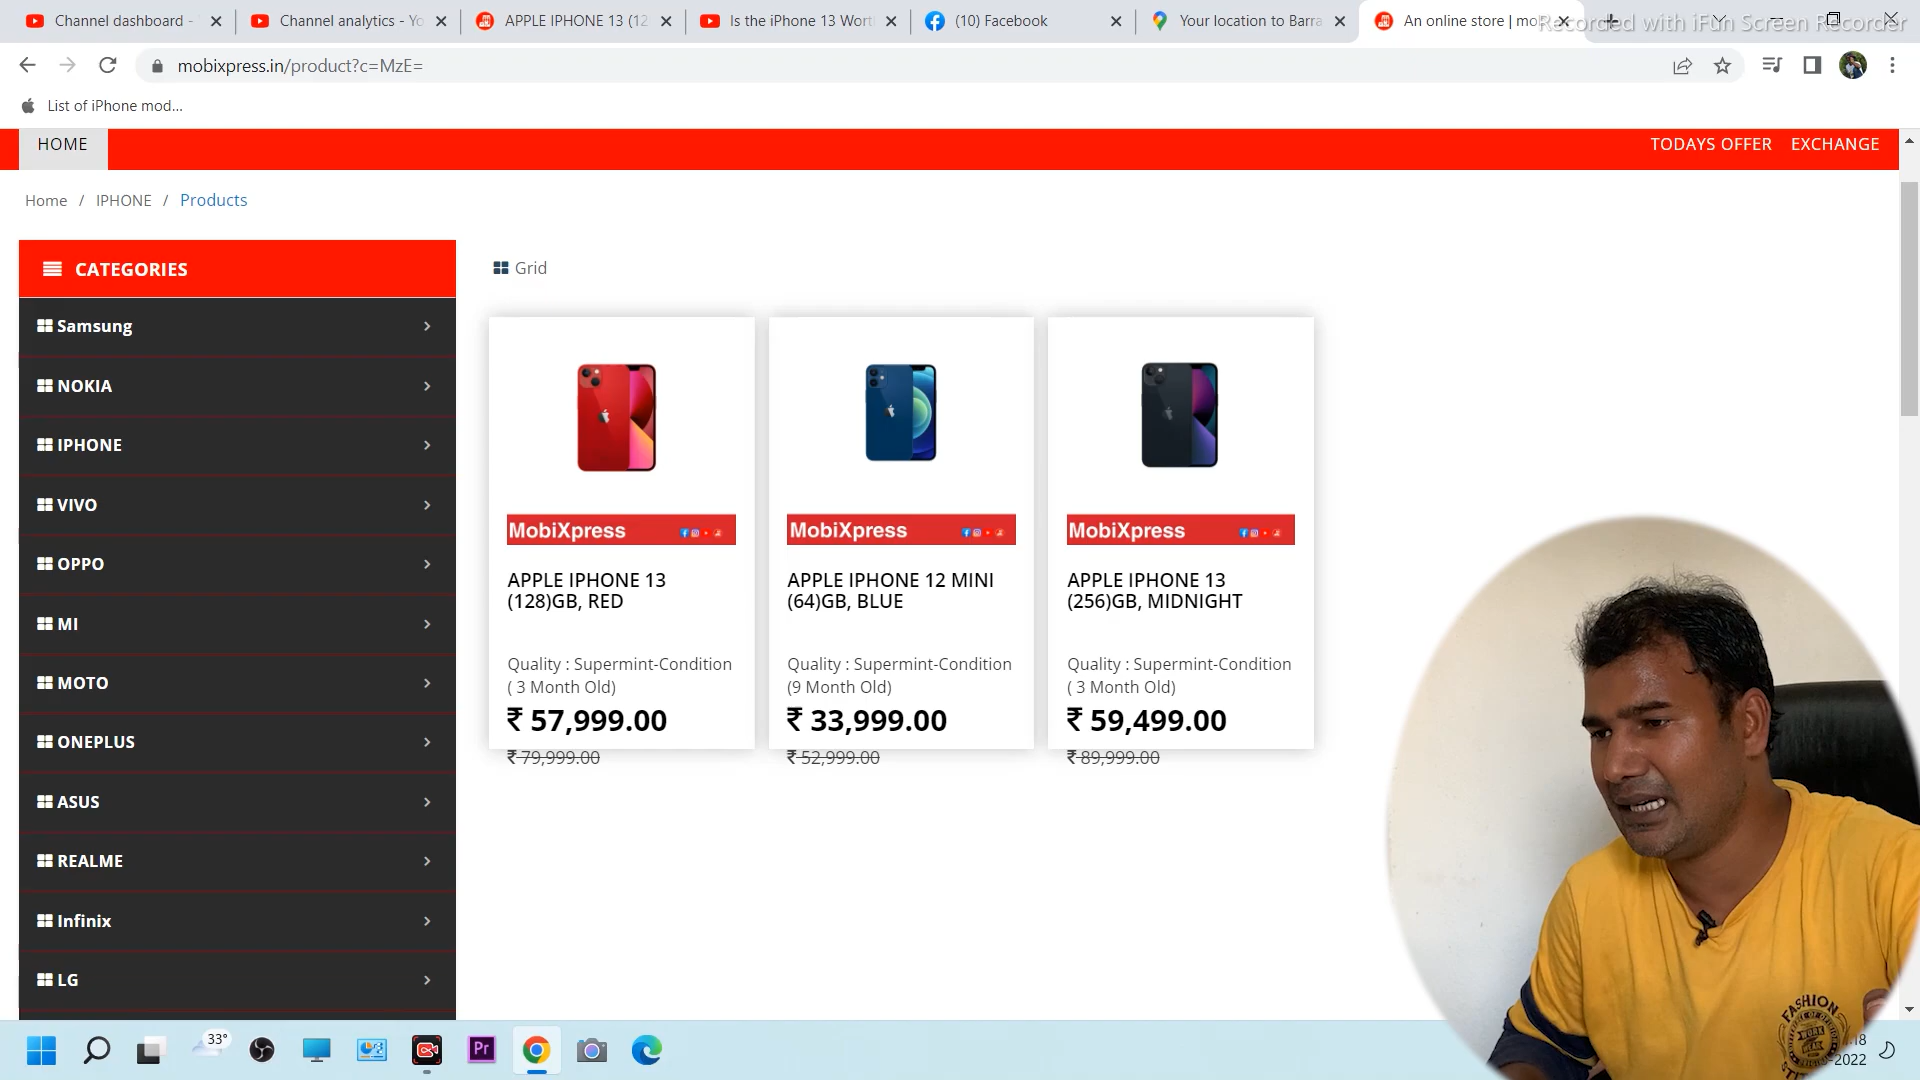 Channel dashboard -
Channel analytics - Yo
APPLE IPHONE 13 (12
Is the iPhone 13 Wort
(10) Facebook
Your location to Barra
An online store | mo
Recorded with iFun Screen Recorder
mobixpress.in/product?c=MzE=
List of iPhone mod...
HOME
TODAYS OFFER EXCHANGE
Home / IPHONE / Products
CATEGORIES
Samsung
NOKIA
IPHONE
VIVO
OPPO
MI
MOTO
ONEPLUS
ASUS
REALME
Infinix
LG
Grid
MobiXpress
APPLE IPHONE 13
(128)GB, RED
Quality : Supermint-Condition
( 3 Month Old)
₹ 57,999.00
₹ 79,999.00
MobiXpress
APPLE IPHONE 12 MINI
(64)GB, BLUE
Quality : Supermint-Condition
(9 Month Old)
₹ 33,999.00
₹ 52,999.00
MobiXpress
APPLE IPHONE 13
(256)GB, MIDNIGHT
Quality : Supermint-Condition
( 3 Month Old)
₹ 59,499.00
₹ 89,999.00
FASHION
33°
Pr
:18
-2022